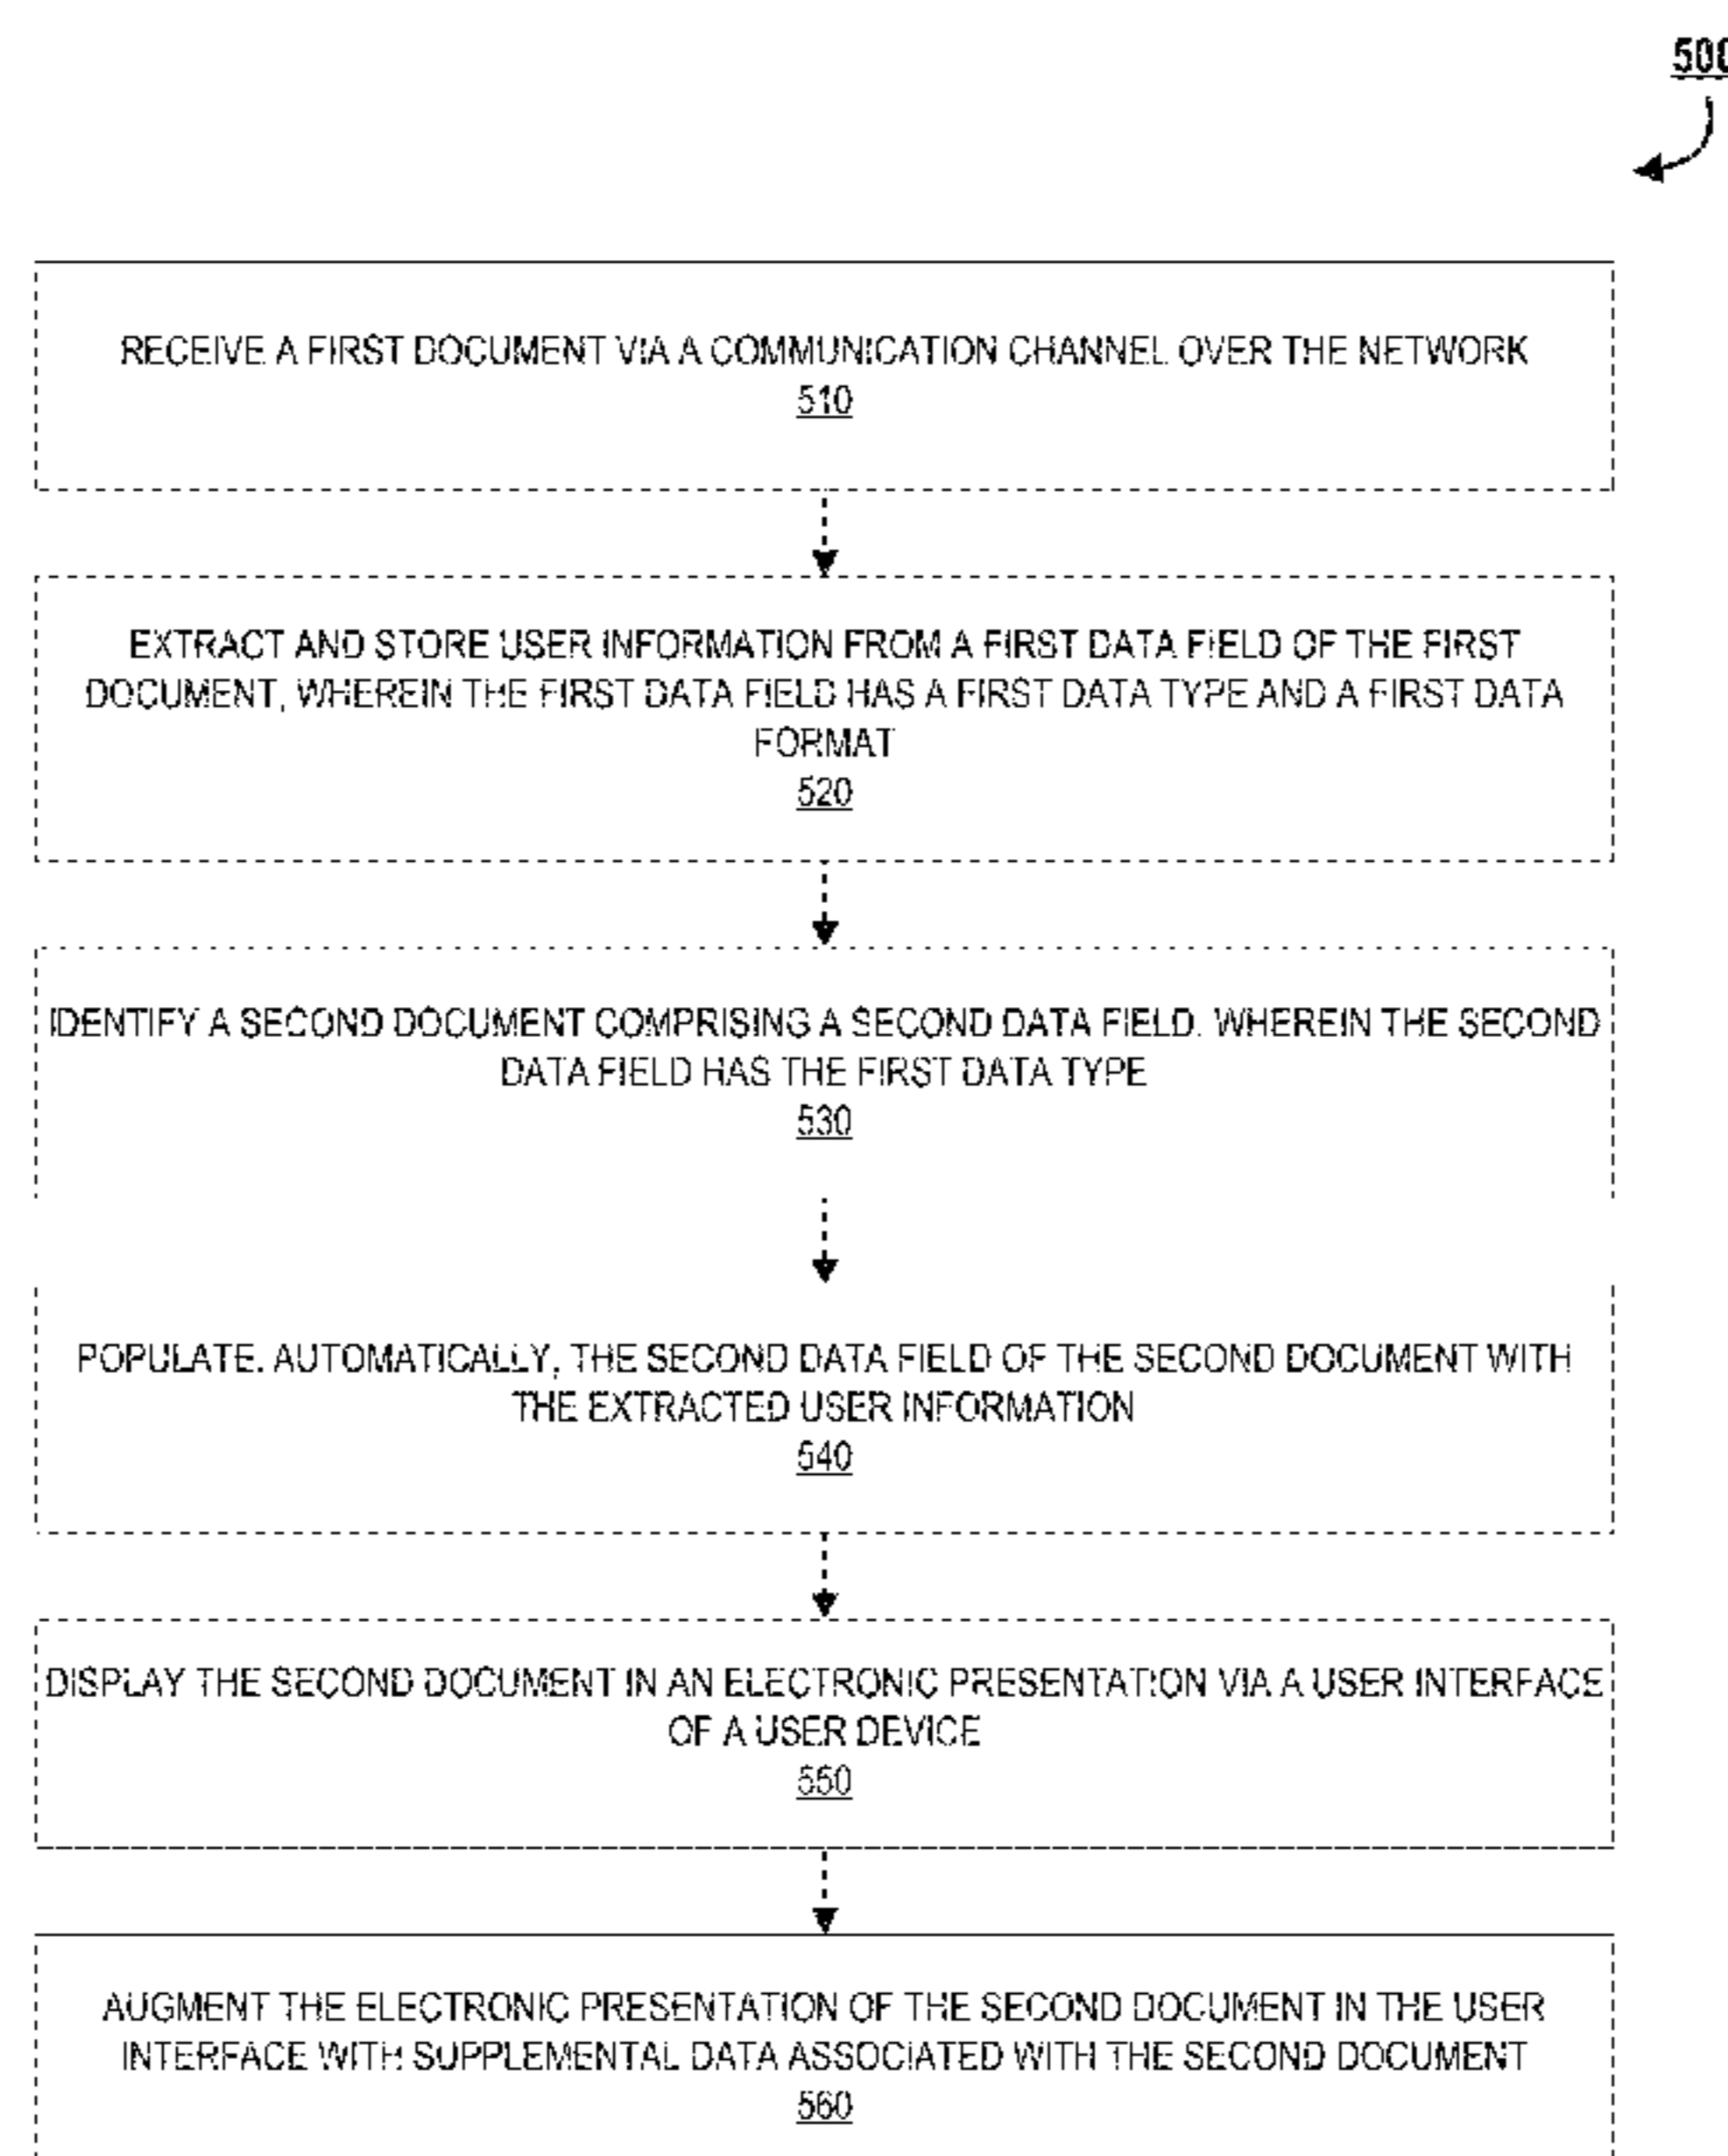 500
RECEIVE A FIRST DOCUMENT VIA A COMMUNICATION CHANNEL OVER THE NETWORK
510
EXTRACT AND STORE USER INFORMATION FROM A FIRST DATA FIELD OF THE FIRST
DOCUMENT, WHEREIN THE FIRST DATA FIELD HAS A FIRST DATA TYPE AND A FIRST DATA
FORMAT
520
IDENTIFY A SECOND DOCUMENT COMPRISING A SECOND DATA FIELD, WHEREIN THE SECOND
DATA FIELD HAS THE FIRST DATA TYPE
530
POPULATE, AUTOMATICALLY, THE SECOND DATA FIELD OF THE SECOND DOCUMENT WITH
THE EXTRACTED USER INFORMATION
540
DISPLAY THE SECOND DOCUMENT IN AN ELECTRONIC PRESENTATION VIA A USER INTERFACE
OF A USER DEVICE
550
AUGMENT THE ELECTRONIC PRESENTATION OF THE SECOND DOCUMENT IN THE USER
INTERFACE WITH SUPPLEMENTAL DATA ASSOCIATED WITH THE SECOND DOCUMENT
560